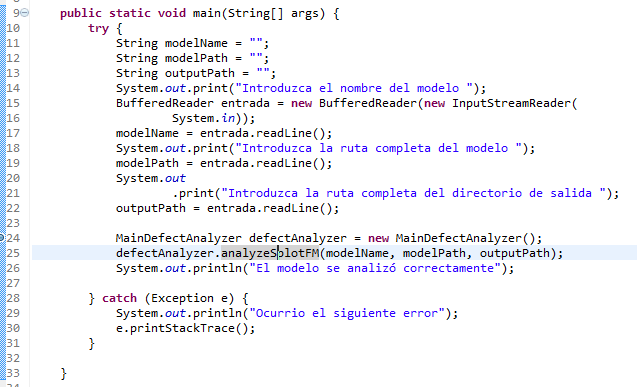 9 public static void main(String[] args) {
10 try {
11 String modelName = "";
12 String modelPath = "";
13 String outputPath = "";
14 System.out.print("Introduzca el nombre del modelo ");
15 BufferedReader entrada = new BufferedReader(new InputStreamReader(
16 System.in));
17 modelName = entrada.readLine();
18 System.out.print("Introduzca la ruta completa del modelo ");
19 modelPath = entrada.readLine();
20 System.out
21 .print("Introduzca la ruta completa del directorio de salida ");
22 outputPath = entrada.readLine();
23
24 MainDefectAnalyzer defectAnalyzer = new MainDefectAnalyzer();
25 defectAnalyzer.analyzeSplotFM(modelName, modelPath, outputPath);
26 System.out.println("El modelo se analizó correctamente");
27
28 } catch (Exception e) {
29 System.out.println("Ocurrio el siguiente error");
30 e.printStackTrace();
31 }
32
33 }